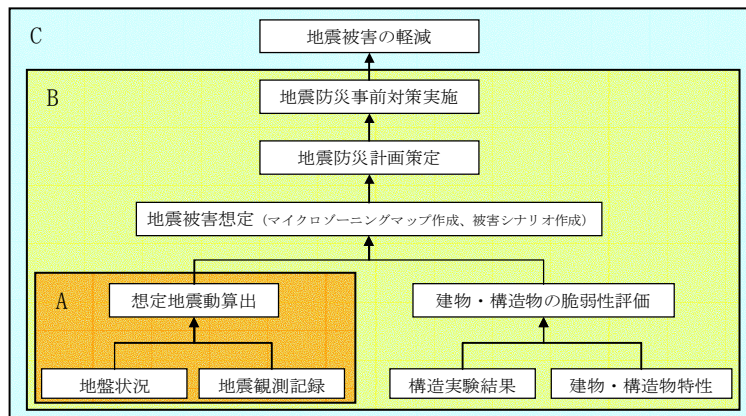 C
地震被害の軽減
B
地震防災事前対策実施
地震防災計画策定
地震被害想定（マイクロゾーニングマップ作成、被害シナリオ作成）
A
想定地震動算出
建物・構造物の脆弱性評価
地盤状況
地震観測記録
構造実験結果
建物・構造物特性